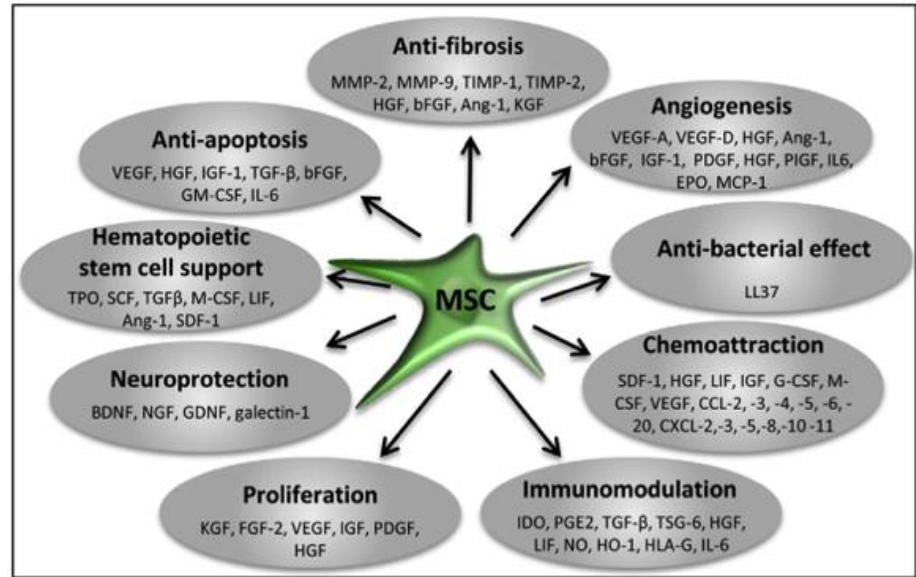 Anti-fibrosis
MMP-2, MMP-9, TIMP-1, TIMP-2,
HGF, bFGF, Ang-1, KGF
Angiogenesis
VEGF-A, VEGF-D, HGF, Ang-1,
bFGF, IGF-1, PDGF, HGF, PIGF, IL6,
EPO, MCP-1
Anti-apoptosis
VEGF, HGF, IGF-1, TGF-β, bFGF,
GM-CSF, IL-6
Hematopoietic
stem cell support
TPO, SCF, TGFβ, M-CSF, LIF,
Ang-1, SDF-1
MSC
Anti-bacterial effect
LL37
Chemoattraction
SDF-1, HGF, LIF, IGF, G-CSF, M-
CSF, VEGF, CCL-2, -3, -4, -5, -6, -
20, CXCL-2,-3, -5,-8,-10 -11
Neuroprotection
BDNF, NGF, GDNF, galectin-1
Proliferation
KGF, FGF-2, VEGF, IGF, PDGF,
HGF
Immunomodulation
IDO, PGE2, TGF-β, TSG-6, HGF,
LIF, NO, HO-1, HLA-G, IL-6